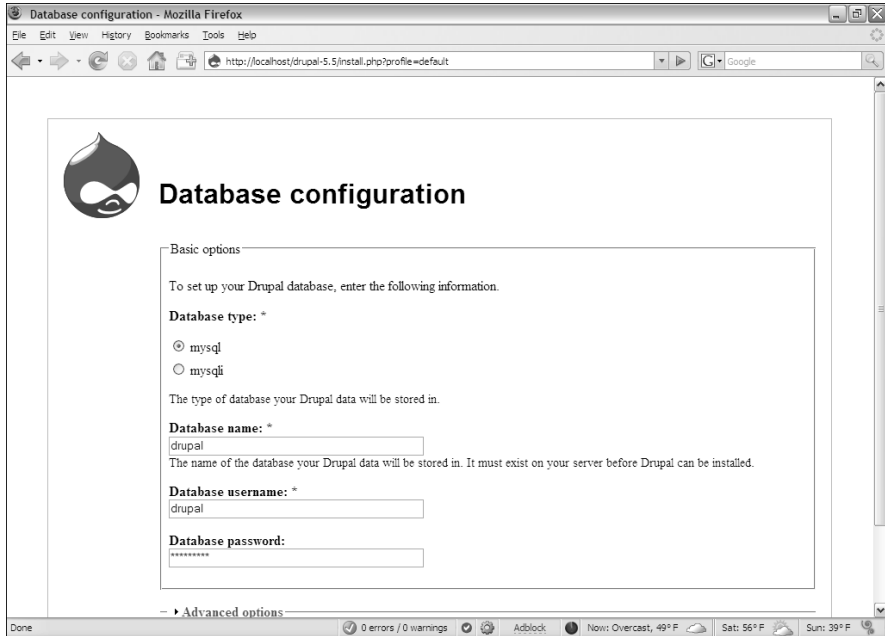 Database configuration - Mozilla Firefox
File Edit View History Bookmarks Tools Help
http://localhost/drupal-5.5/install.php?profile=default
G Google
Database configuration
Basic options
To set up your Drupal database, enter the following information.
Database type: *
mysql
mysqli
The type of database your Drupal data will be stored in.
Database name: *
drupal
The name of the database your Drupal data will be stored in. It must exist on your server before Drupal can be installed.
Database username: *
drupal
Database password:
*********
Advanced options
Done 0 errors / 0 warnings Adblock Now: Overcast, 49° F Sat: 56° F Sun: 39° F